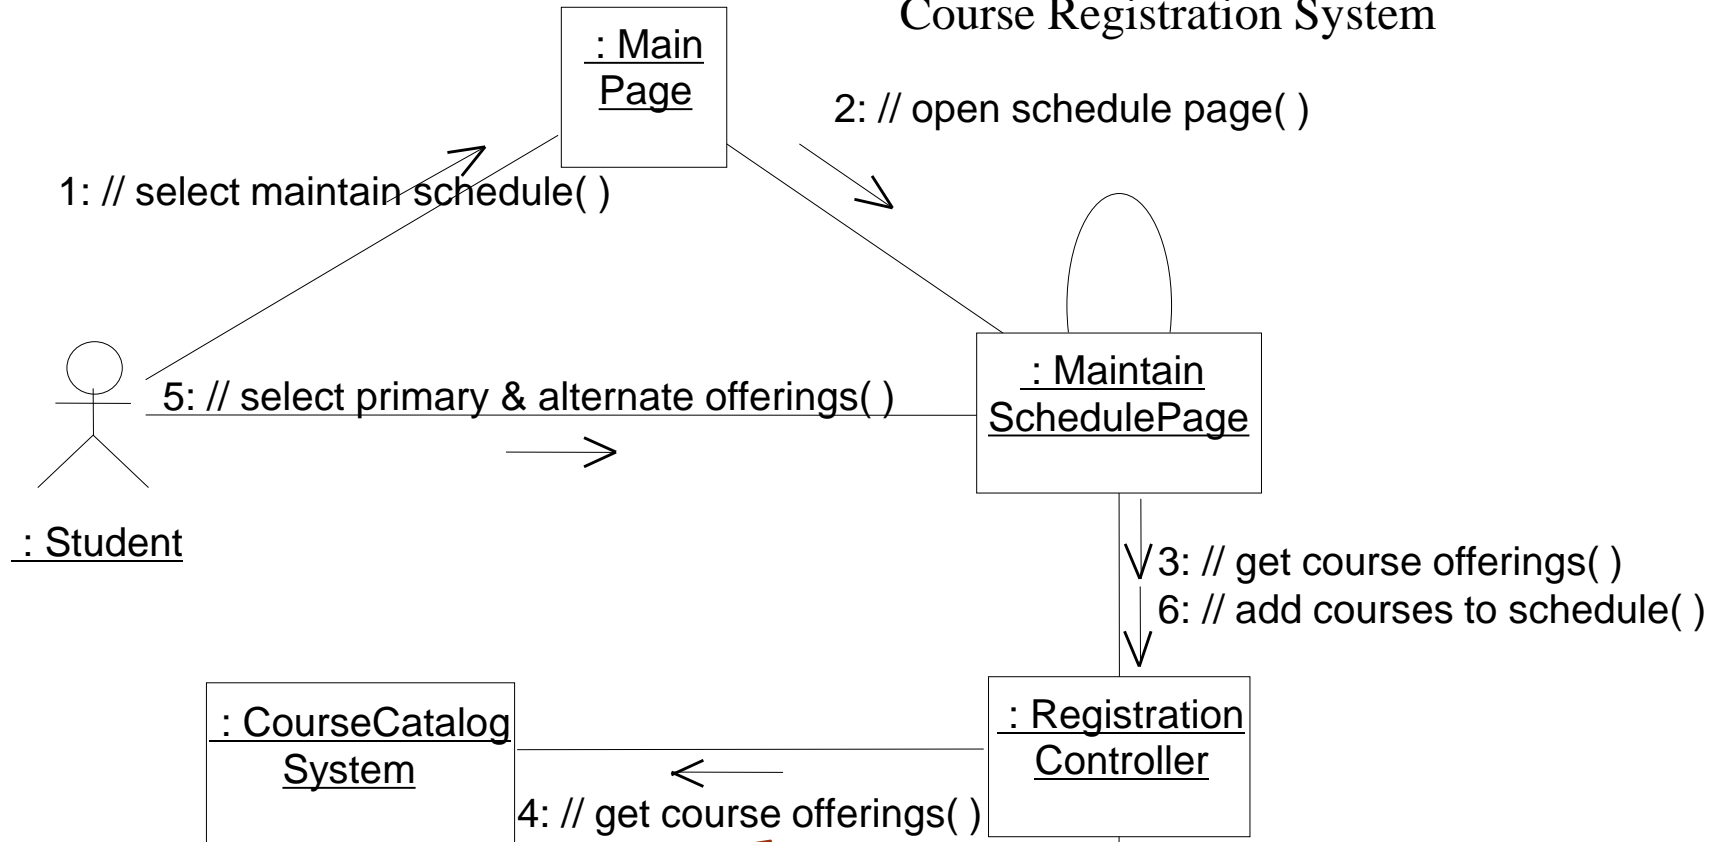 Course Registration System
: Main
Page
2: // open schedule page( )
1: // select maintain schedule( )
: Maintain
SchedulePage
5: // select primary & alternate offerings( )
: Student
3: // get course offerings( )
6: // add courses to schedule( )
: CourseCatalog
System
: Registration
Controller
4: // get course offerings( )